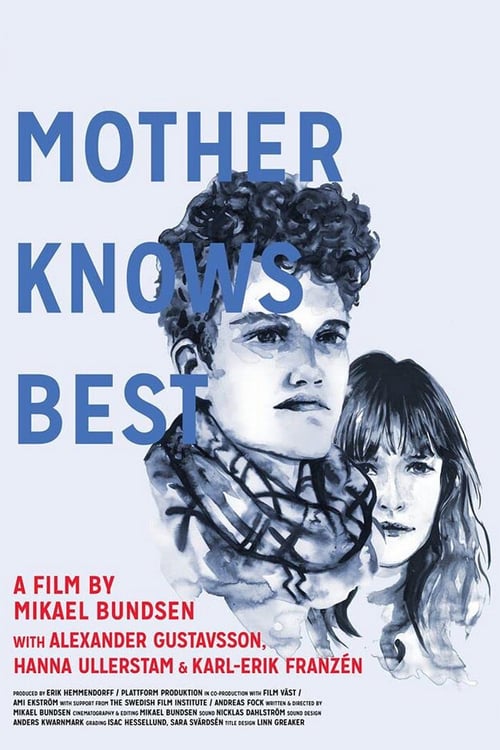 MOTHER
KNOWS
BEST
A FILM BY
MIKAEL BUNDSEN
WITH ALEXANDER GUSTAVSSON,
HANNA ULLERSTAM & KARL-ERIK FRANZÉN
PRODUCED BY ERIK HEMMENDORFF / PLATTFORM PRODUKTION IN CO-PRODUCTION WITH FILM VÄST /
AMI EKSTRÖM WITH SUPPORT FROM THE SWEDISH FILM INSTITUTE / ANDREAS FOCK WRITTEN & DIRECTED BY
MIKAEL BUNDSEN CINEMATOGRAPHY & EDITING MIKAEL BUNDSEN SOUND NICKLAS DAHLSTRÖM SOUND DESIGN
ANDERS KWARNMARK GRADING ISAC HESSELLUND, SARA SVÄRDSÉN TITLE DESIGN LINN GREAKER